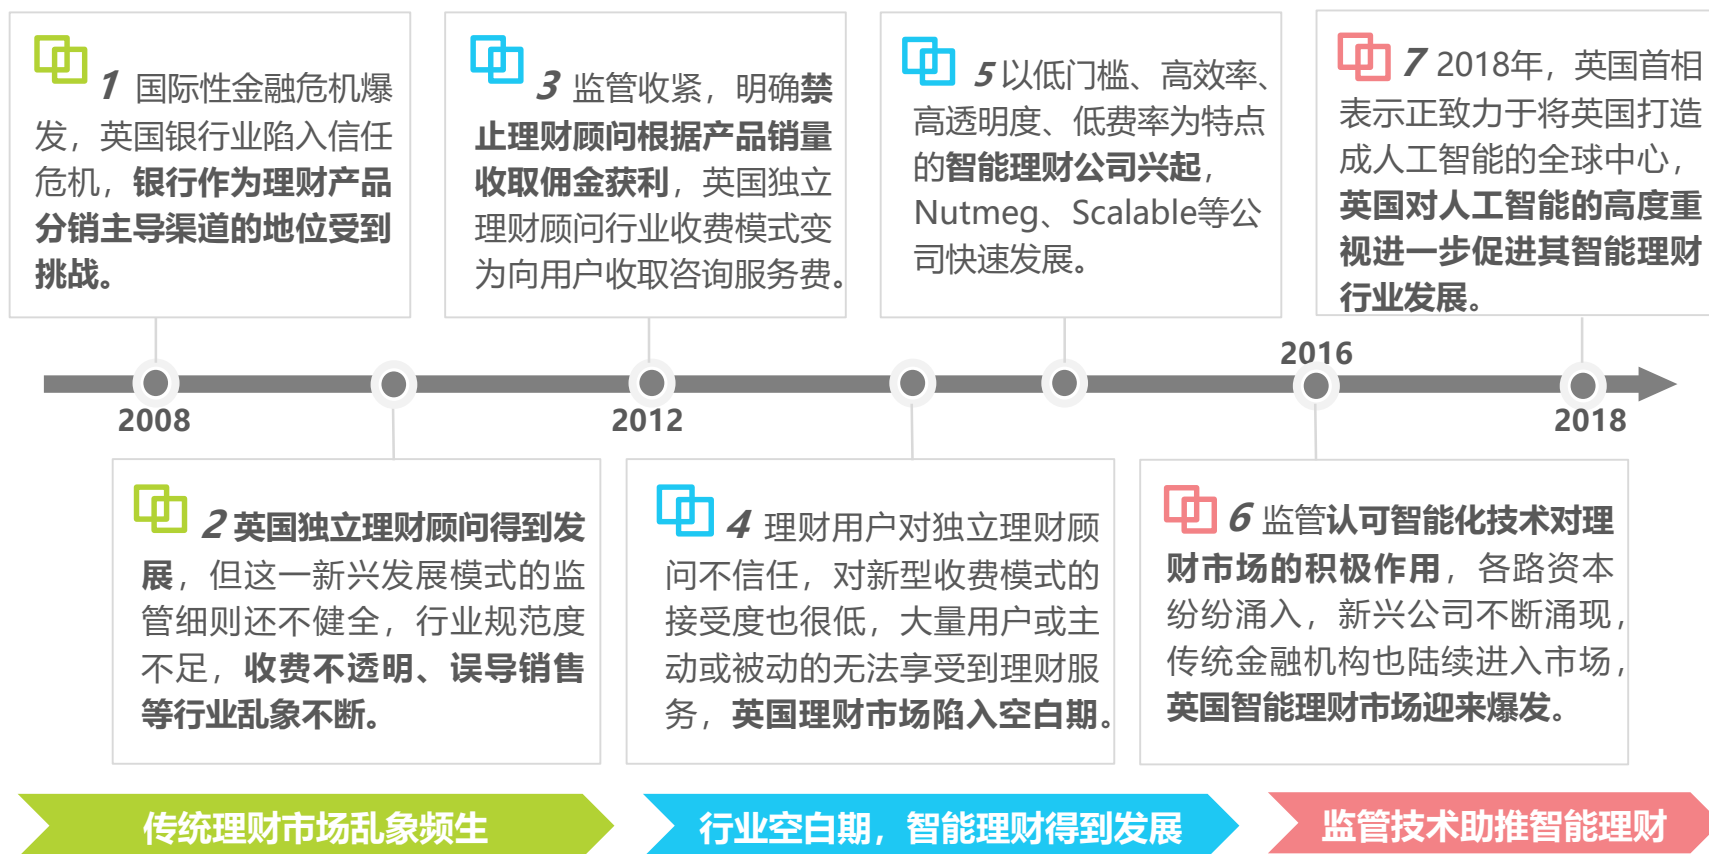 1 国际性金融危机爆
发，英国银行业陷入信任
危机，银行作为理财产品
分销主导渠道的地位受到
挑战。
3 监管收紧，明确禁
止理财顾问根据产品销量
收取佣金获利，英国独立
理财顾问行业收费模式变
为向用户收取咨询服务费。
5 以低门槛、高效率、
高透明度、低费率为特点
的智能理财公司兴起，
Nutmeg、Scalable等公
司快速发展。
7 2018年，英国首相
表示正致力于将英国打造
成人工智能的全球中心，
英国对人工智能的高度重
视进一步促进其智能理财
行业发展。
2008
2012
2016
2018
2 英国独立理财顾问得到发
展，但这一新兴发展模式的监
管细则还不健全，行业规范度
不足，收费不透明、误导销售
等行业乱象不断。
4 理财用户对独立理财顾
问不信任，对新型收费模式的
接受度也很低，大量用户或主
动或被动的无法享受到理财服
务，英国理财市场陷入空白期。
6 监管认可智能化技术对理
财市场的积极作用，各路资本
纷纷涌入，新兴公司不断涌现，
传统金融机构也陆续进入市场，
英国智能理财市场迎来爆发。
传统理财市场乱象频生
行业空白期，智能理财得到发展
监管技术助推智能理财